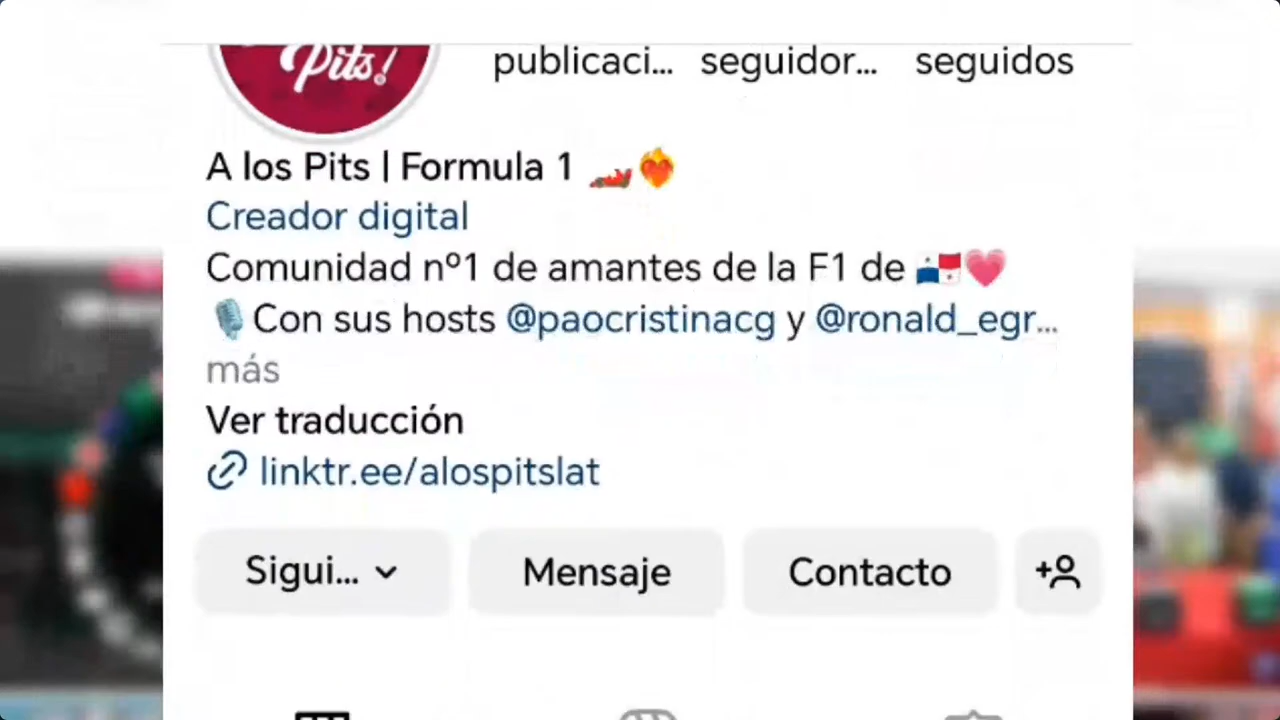 Pits!
publicaci... seguidor... seguidos
A los Pits | Formula 1 🏎️❤️‍🔥
Creador digital
Comunidad nº1 de amantes de la F1 de 🇵🇦💗
🎙️Con sus hosts @paocristinacg y @ronald_egr...
más
Ver traducción
linktr.ee/alospitslat
Sigui... Mensaje Contacto